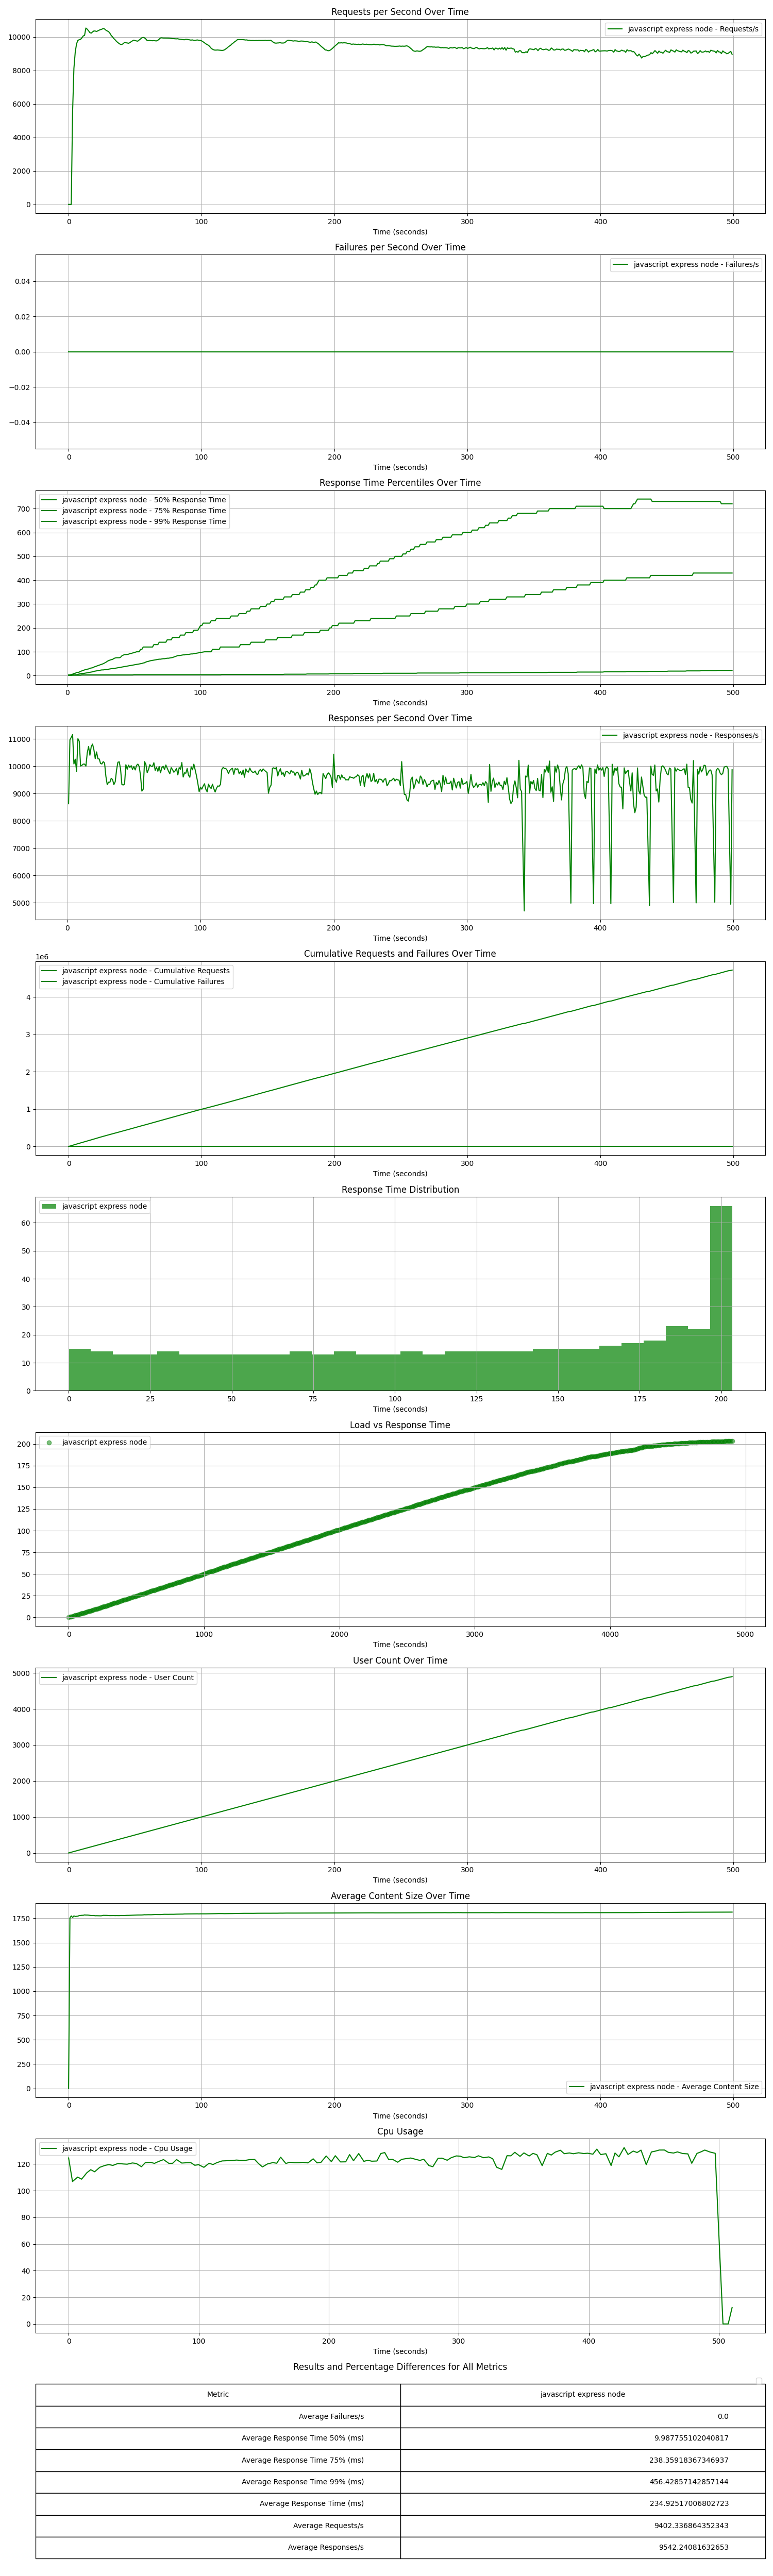 Requests per Second Over Time
javascript express node - Requests/s
10000
8000
6000
4000
2000
0
0 100 200 300 400 500
Time (seconds)
Failures per Second Over Time
javascript express node - Failures/s
0.04
0.02
0.00
−0.02
−0.04
0 100 200 300 400 500
Time (seconds)
Response Time Percentiles Over Time
javascript express node - 50% Response Time
javascript express node - 75% Response Time
javascript express node - 99% Response Time
700
600
500
400
300
200
100
0
0 100 200 300 400 500
Time (seconds)
Responses per Second Over Time
javascript express node - Responses/s
11000
10000
9000
8000
7000
6000
5000
0 100 200 300 400 500
Time (seconds)
Cumulative Requests and Failures Over Time
1e6
javascript express node - Cumulative Requests
javascript express node - Cumulative Failures
4
3
2
1
0
0 100 200 300 400 500
Time (seconds)
Response Time Distribution
javascript express node
60
50
40
30
20
10
0
0 25 50 75 100 125 150 175 200
Time (seconds)
Load vs Response Time
javascript express node
200
175
150
125
100
75
50
25
0
0 1000 2000 3000 4000 5000
Time (seconds)
User Count Over Time
javascript express node - User Count
5000
4000
3000
2000
1000
0
0 100 200 300 400 500
Time (seconds)
Average Content Size Over Time
1750
1500
1250
1000
750
500
250
0
javascript express node - Average Content Size
0 100 200 300 400 500
Time (seconds)
Cpu Usage
javascript express node - Cpu Usage
120
100
80
60
40
20
0
0 100 200 300 400 500
Time (seconds)
Results and Percentage Differences for All Metrics
Metric javascript express node
Average Failures/s 0.0
Average Response Time 50% (ms) 9.987755102040817
Average Response Time 75% (ms) 238.35918367346937
Average Response Time 99% (ms) 456.42857142857144
Average Response Time (ms) 234.92517006802723
Average Requests/s 9402.336864352343
Average Responses/s 9542.24081632653